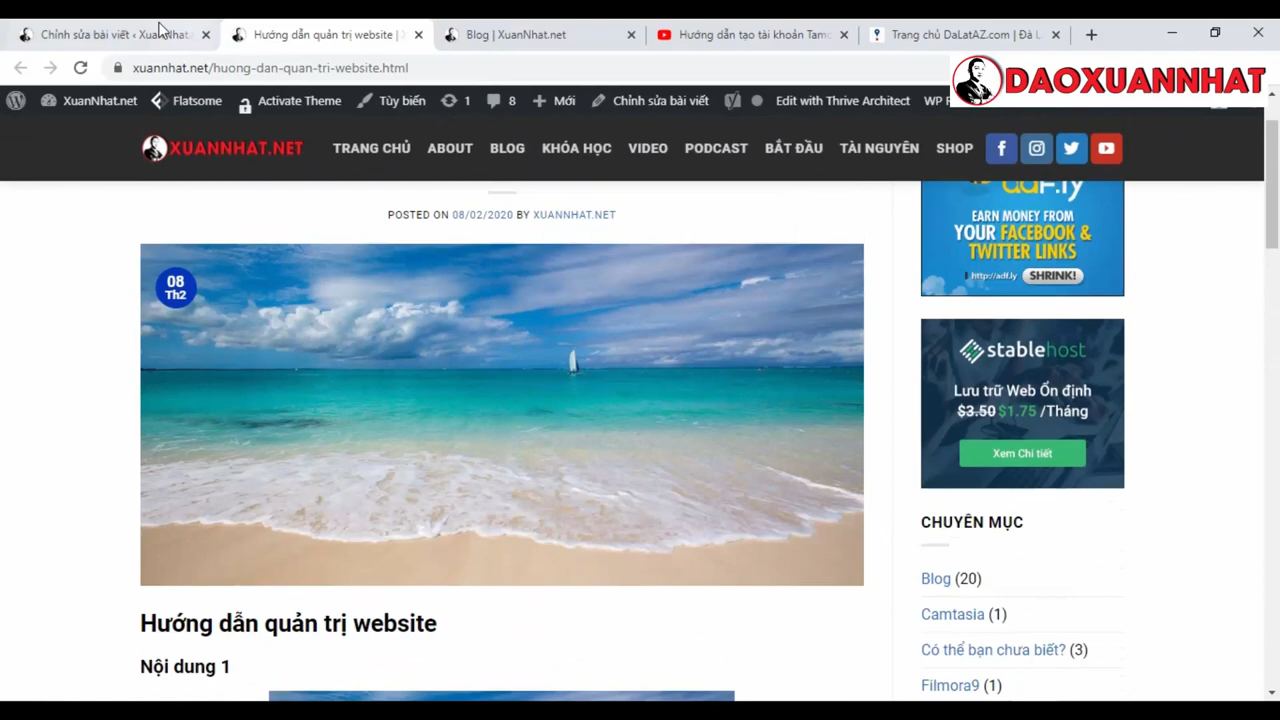 Chỉnh sửa bài viết ‹ XuanNhat.
Hướng dẫn quản trị website |
Blog | XuanNhat.net
Hướng dẫn tạo tài khoản Tamo
Trang chủ DaLatAZ.com | Đà L
xuannhat.net/huong-dan-quan-tri-website.html
DAOXUANNHAT
XuanNhat.net
Flatsome
Activate Theme
Tùy biến
1
8
Mới
Chỉnh sửa bài viết
Edit with Thrive Architect
XUANNHAT.NET
TRANG CHỦ
ABOUT
BLOG
KHÓA HỌC
VIDEO
PODCAST
BẮT ĐẦU
TÀI NGUYÊN
SHOP
POSTED ON 08/02/2020 BY XUANNHAT.NET
08
Th2
adf.ly
EARN MONEY FROM
YOUR FACEBOOK &
TWITTER LINKS
http://adf.ly SHRINK!
stablehost
Lưu trữ Web Ổn định
$3.50 $1.75 /Tháng
Xem Chi tiết
CHUYÊN MỤC
Blog (20)
Camtasia (1)
Có thể bạn chưa biết? (3)
Filmora9 (1)
Hướng dẫn quản trị website
Nội dung 1